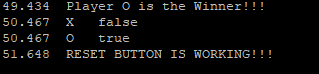 49.434  Player O is the Winner!!!
50.467  X   false
50.467  O   true
51.648  RESET BUTTON IS WORKING!!!